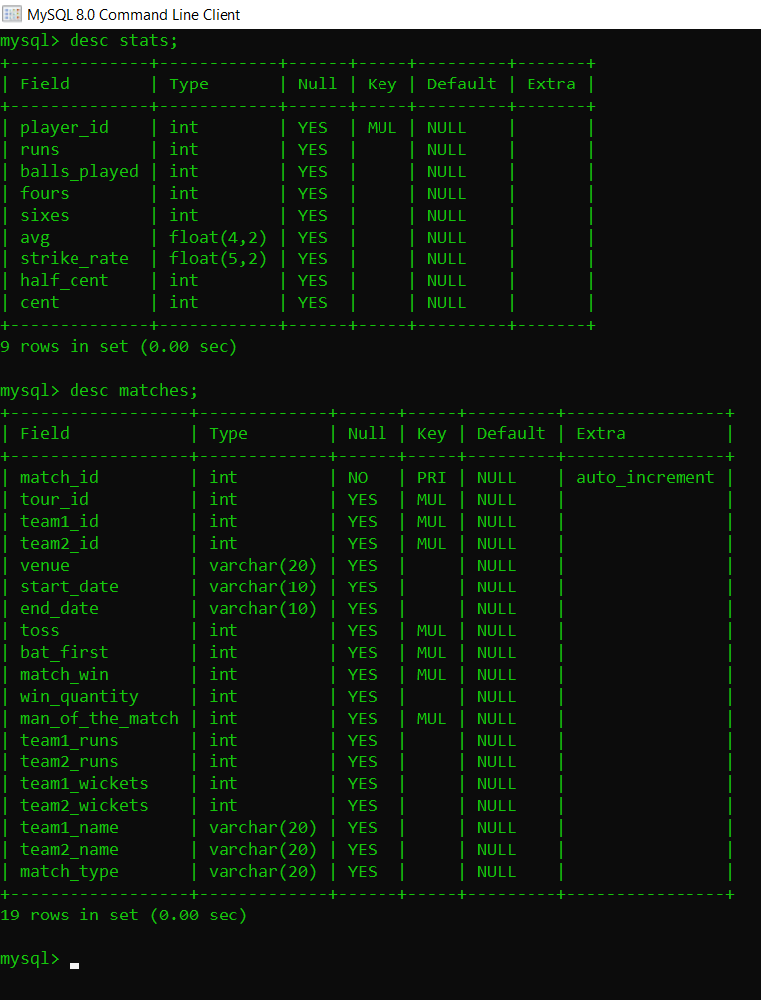 MySQL 8.0 Command Line Client
mysql> desc stats;
+--------------+------------+------+-----+---------+-------+
| Field        | Type       | Null | Key | Default | Extra |
+--------------+------------+------+-----+---------+-------+
| player_id    | int        | YES  | MUL | NULL    |       |
| runs         | int        | YES  |     | NULL    |       |
| balls_played | int        | YES  |     | NULL    |       |
| fours        | int        | YES  |     | NULL    |       |
| sixes        | int        | YES  |     | NULL    |       |
| avg          | float(4,2) | YES  |     | NULL    |       |
| strike_rate  | float(5,2) | YES  |     | NULL    |       |
| half_cent    | int        | YES  |     | NULL    |       |
| cent         | int        | YES  |     | NULL    |       |
+--------------+------------+------+-----+---------+-------+
9 rows in set (0.00 sec)
mysql> desc matches;
+------------------+-------------+------+-----+---------+----------------+
| Field            | Type        | Null | Key | Default | Extra          |
+------------------+-------------+------+-----+---------+----------------+
| match_id         | int         | NO   | PRI | NULL    | auto_increment |
| tour_id          | int         | YES  | MUL | NULL    |                |
| team1_id         | int         | YES  | MUL | NULL    |                |
| team2_id         | int         | YES  | MUL | NULL    |                |
| venue            | varchar(20) | YES  |     | NULL    |                |
| start_date       | varchar(10) | YES  |     | NULL    |                |
| end_date         | varchar(10) | YES  |     | NULL    |                |
| toss             | int         | YES  | MUL | NULL    |                |
| bat_first        | int         | YES  | MUL | NULL    |                |
| match_win        | int         | YES  | MUL | NULL    |                |
| win_quantity     | int         | YES  |     | NULL    |                |
| man_of_the_match | int         | YES  | MUL | NULL    |                |
| team1_runs       | int         | YES  |     | NULL    |                |
| team2_runs       | int         | YES  |     | NULL    |                |
| team1_wickets    | int         | YES  |     | NULL    |                |
| team2_wickets    | int         | YES  |     | NULL    |                |
| team1_name       | varchar(20) | YES  |     | NULL    |                |
| team2_name       | varchar(20) | YES  |     | NULL    |                |
| match_type       | varchar(20) | YES  |     | NULL    |                |
+------------------+-------------+------+-----+---------+----------------+
19 rows in set (0.00 sec)
mysql> _